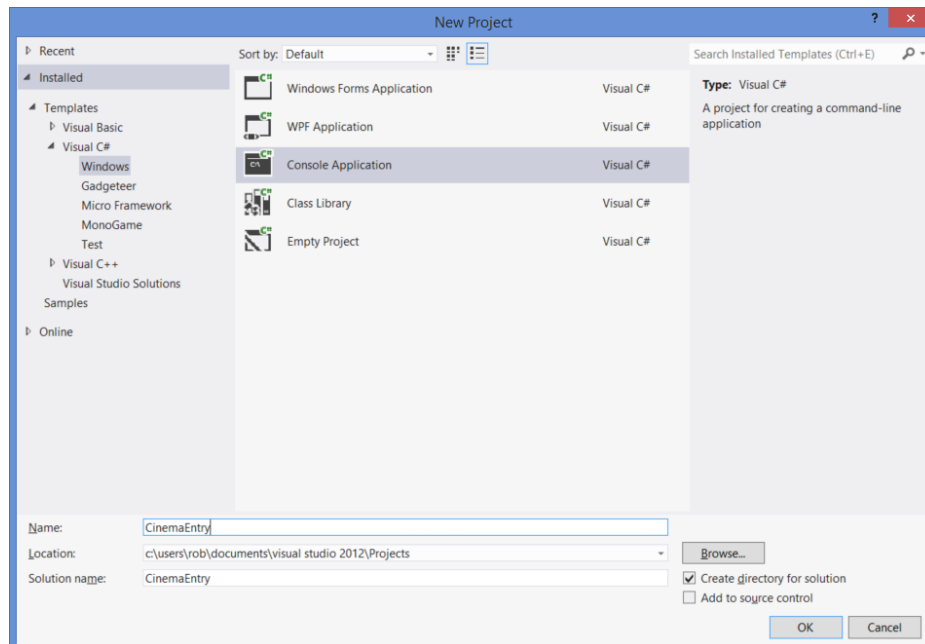 New Project
?
Recent
Installed
Templates
Visual Basic
Visual C#
Windows
Gadgeteer
Micro Framework
MonoGame
Test
Visual C++
Visual Studio Solutions
Samples
Online
Sort by: Default
Search Installed Templates (Ctrl+E)
C#
Windows Forms Application Visual C#
C#
WPF Application Visual C#
C#
C:\
Console Application Visual C#
C#
Class Library Visual C#
C#
Empty Project Visual C#
Type: Visual C#
A project for creating a command-line
application
Name: CinemaEntry
Location: c:\users\rob\documents\visual studio 2012\Projects
Browse...
Solution name: CinemaEntry
Create directory for solution
Add to source control
OK Cancel